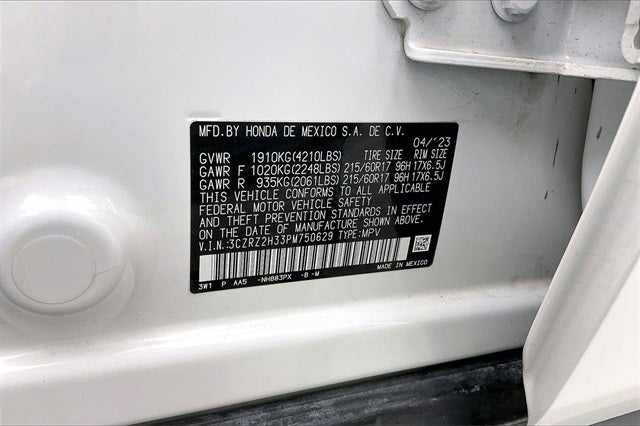 MFD. BY HONDA DE MEXICO S.A. DE C.V.
04/'23
GVWR 1910KG(4210LBS) TIRE SIZE RIM SIZE
GAWR F 1020KG(2248LBS) 215/60R17 96H 17X6.5J
GAWR R 935KG(2061LBS) 215/60R17 96H 17X6.5J
THIS VEHICLE CONFORMS TO ALL APPLICABLE
FEDERAL MOTOR VEHICLE SAFETY
AND THEFT PREVENTION STANDARDS IN EFFECT
ON THE DATE OF MANUFACTURE SHOWN ABOVE.
V.I.N.:3CZRZ2H33PM750629 TYPE:MPV
MADE IN MEXICO
3W1 P AA5 -NH883PX -B -M